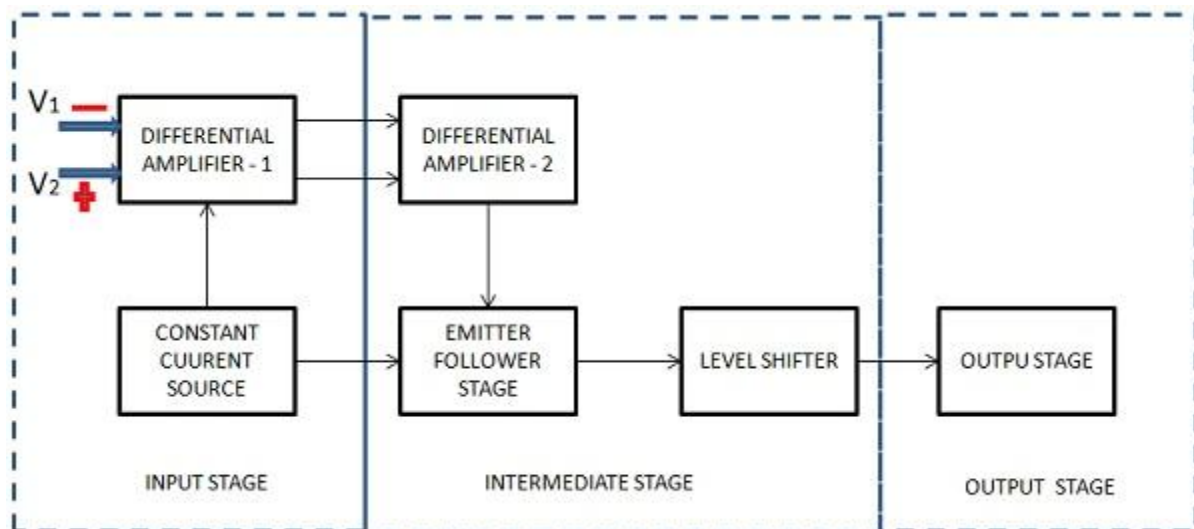 V1 −
V2 +
DIFFERENTIAL
AMPLIFIER - 1
DIFFERENTIAL
AMPLIFIER - 2
CONSTANT
CUURENT
SOURCE
EMITTER
FOLLOWER
STAGE
LEVEL SHIFTER
OUTPU STAGE
INPUT STAGE
INTERMEDIATE STAGE
OUTPUT STAGE